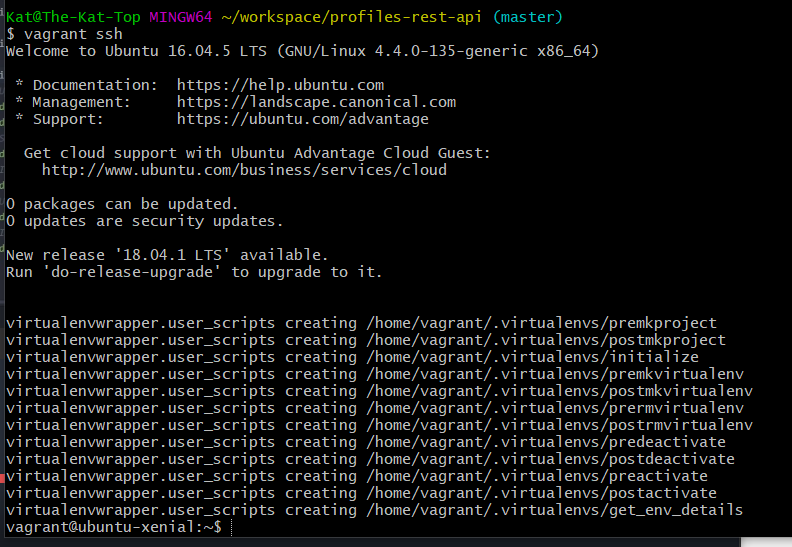 Kat@The-Kat-Top MINGW64 ~/workspace/profiles-rest-api (master)
$ vagrant ssh
Welcome to Ubuntu 16.04.5 LTS (GNU/Linux 4.4.0-135-generic x86_64)
* Documentation:  https://help.ubuntu.com
* Management:     https://landscape.canonical.com
* Support:        https://ubuntu.com/advantage
Get cloud support with Ubuntu Advantage Cloud Guest:
http://www.ubuntu.com/business/services/cloud
0 packages can be updated.
0 updates are security updates.
New release '18.04.1 LTS' available.
Run 'do-release-upgrade' to upgrade to it.
virtualenvwrapper.user_scripts creating /home/vagrant/.virtualenvs/premkproject
virtualenvwrapper.user_scripts creating /home/vagrant/.virtualenvs/postmkproject
virtualenvwrapper.user_scripts creating /home/vagrant/.virtualenvs/initialize
virtualenvwrapper.user_scripts creating /home/vagrant/.virtualenvs/premkvirtualenv
virtualenvwrapper.user_scripts creating /home/vagrant/.virtualenvs/postmkvirtualenv
virtualenvwrapper.user_scripts creating /home/vagrant/.virtualenvs/prermvirtualenv
virtualenvwrapper.user_scripts creating /home/vagrant/.virtualenvs/postrmvirtualenv
virtualenvwrapper.user_scripts creating /home/vagrant/.virtualenvs/predeactivate
virtualenvwrapper.user_scripts creating /home/vagrant/.virtualenvs/postdeactivate
virtualenvwrapper.user_scripts creating /home/vagrant/.virtualenvs/preactivate
virtualenvwrapper.user_scripts creating /home/vagrant/.virtualenvs/postactivate
virtualenvwrapper.user_scripts creating /home/vagrant/.virtualenvs/get_env_details
vagrant@ubuntu-xenial:~$